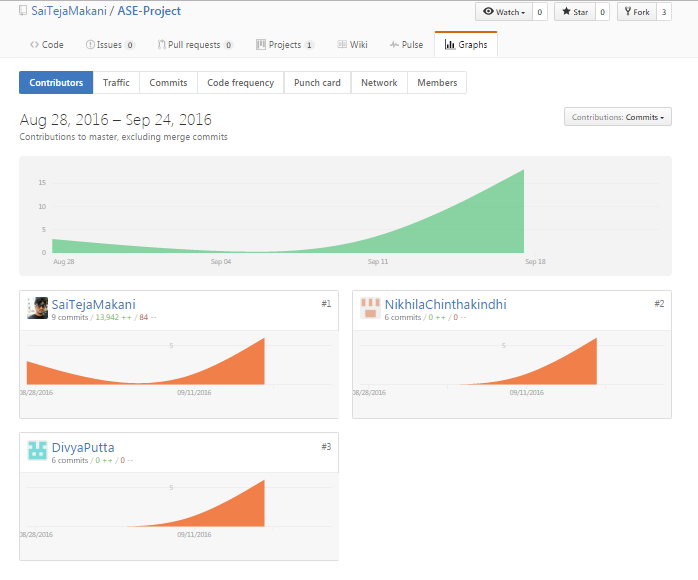 SaiTejaMakani / ASE-Project
Watch 0 Star 0 Fork 3
Code Issues 0 Pull requests 0 Projects 1 Wiki Pulse Graphs
Contributors Traffic Commits Code frequency Punch card Network Members
Aug 28, 2016 – Sep 24, 2016
Contributions: Commits
Contributions to master, excluding merge commits
15
10
5
0
Aug 28 Sep 04 Sep 11 Sep 18
SaiTejaMakani #1
9 commits / 13,942 ++ / 84 --
5
08/28/2016 09/11/2016
NikhilaChinthakindhi #2
6 commits / 0 ++ / 0 --
5
08/28/2016 09/11/2016
DivyaPutta #3
6 commits / 0 ++ / 0 --
5
08/28/2016 09/11/2016